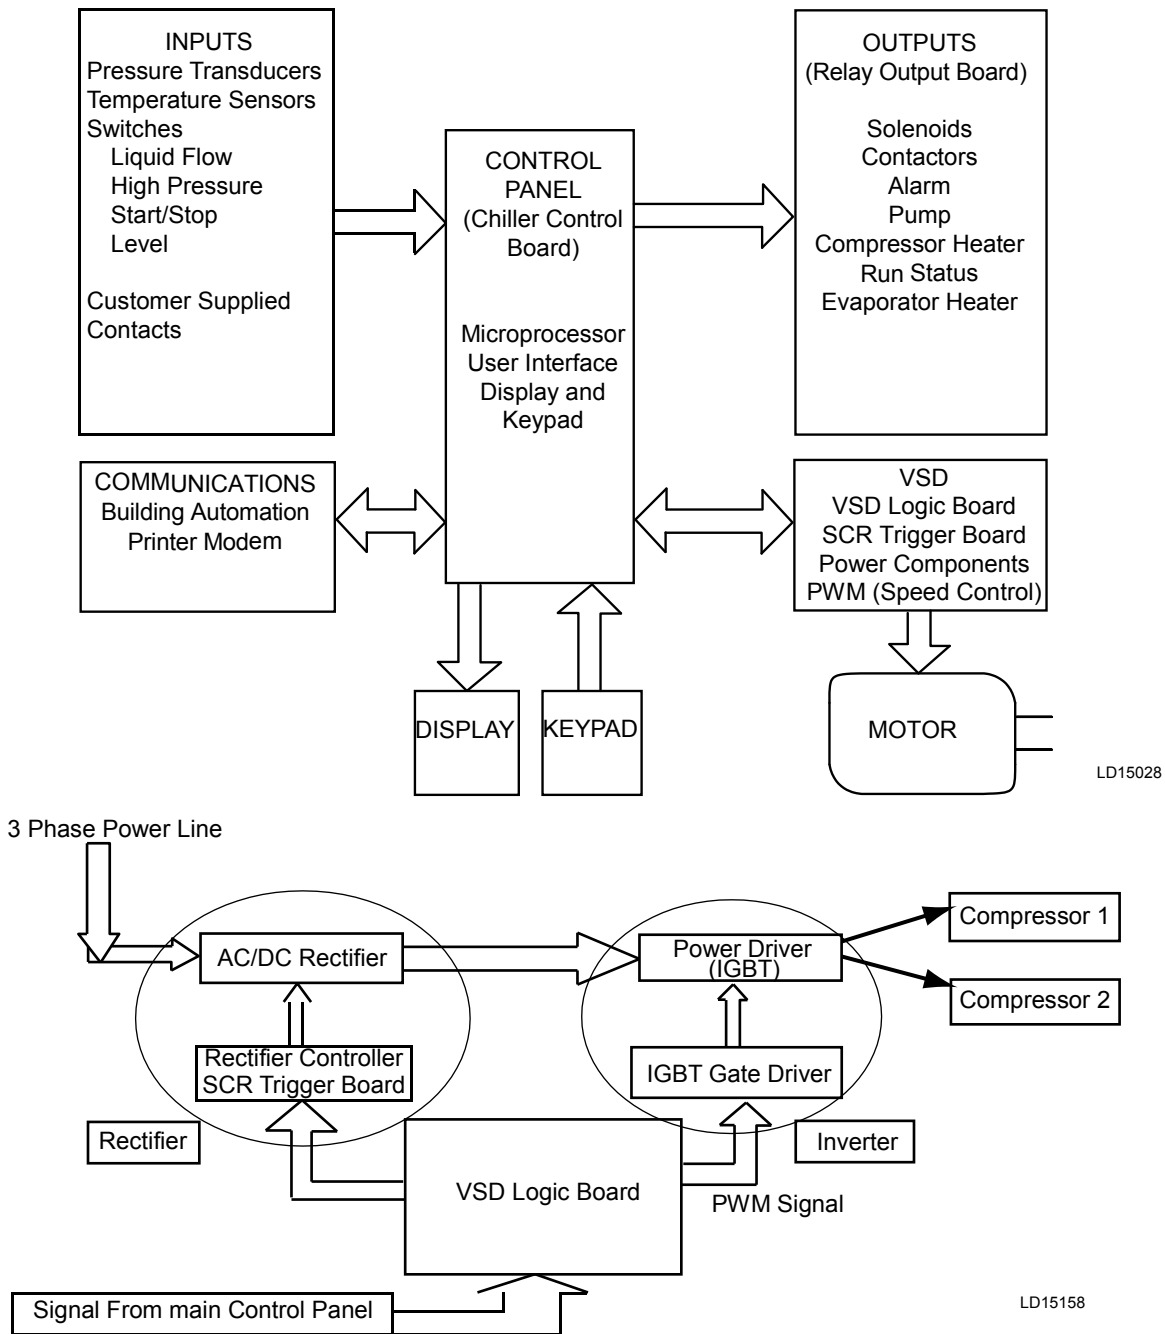 INPUTS
Pressure Transducers
Temperature Sensors
Switches
Liquid Flow
High Pressure
Start/Stop
Level
Customer Supplied
Contacts
CONTROL
PANEL
(Chiller Control
Board)
Microprocessor
User Interface
Display and
Keypad
OUTPUTS
(Relay Output Board)
Solenoids
Contactors
Alarm
Pump
Compressor Heater
Run Status
Evaporator Heater
COMMUNICATIONS
Building Automation
Printer Modem
VSD
VSD Logic Board
SCR Trigger Board
Power Components
PWM (Speed Control)
DISPLAY
KEYPAD
MOTOR
LD15028
3 Phase Power Line
AC/DC Rectifier
Power Driver
(IGBT)
Compressor 1
Compressor 2
Rectifier Controller
SCR Trigger Board
IGBT Gate Driver
Rectifier
Inverter
VSD Logic Board
PWM Signal
Signal From main Control Panel
LD15158